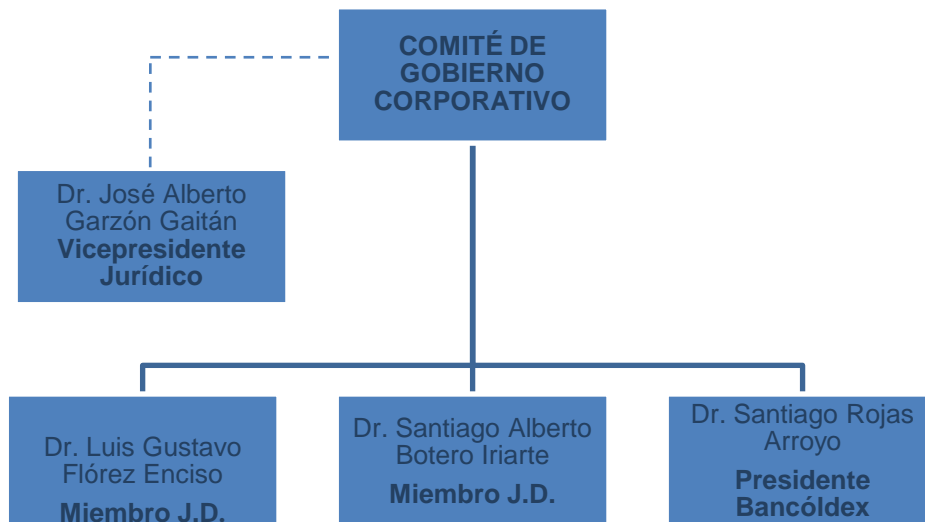 COMITÉ DE
GOBIERNO
CORPORATIVO
Dr. José Alberto
Garzón Gaitán
Vicepresidente
Jurídico
Dr. Luis Gustavo
Flórez Enciso
Miembro J.D.
Dr. Santiago Alberto
Botero Iriarte
Miembro J.D.
Dr. Santiago Rojas
Arroyo
Presidente
Bancóldex